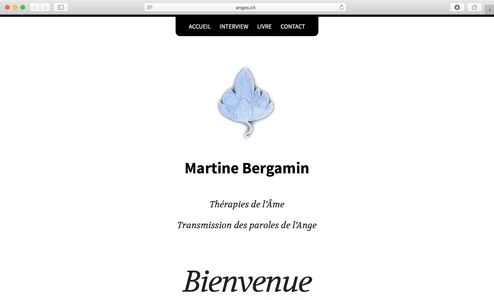 anges.ch
ACCUEIL INTERVIEW LIVRE CONTACT
Martine Bergamin
Thérapies de l'Âme
Transmission des paroles de l'Ange
Bienvenue